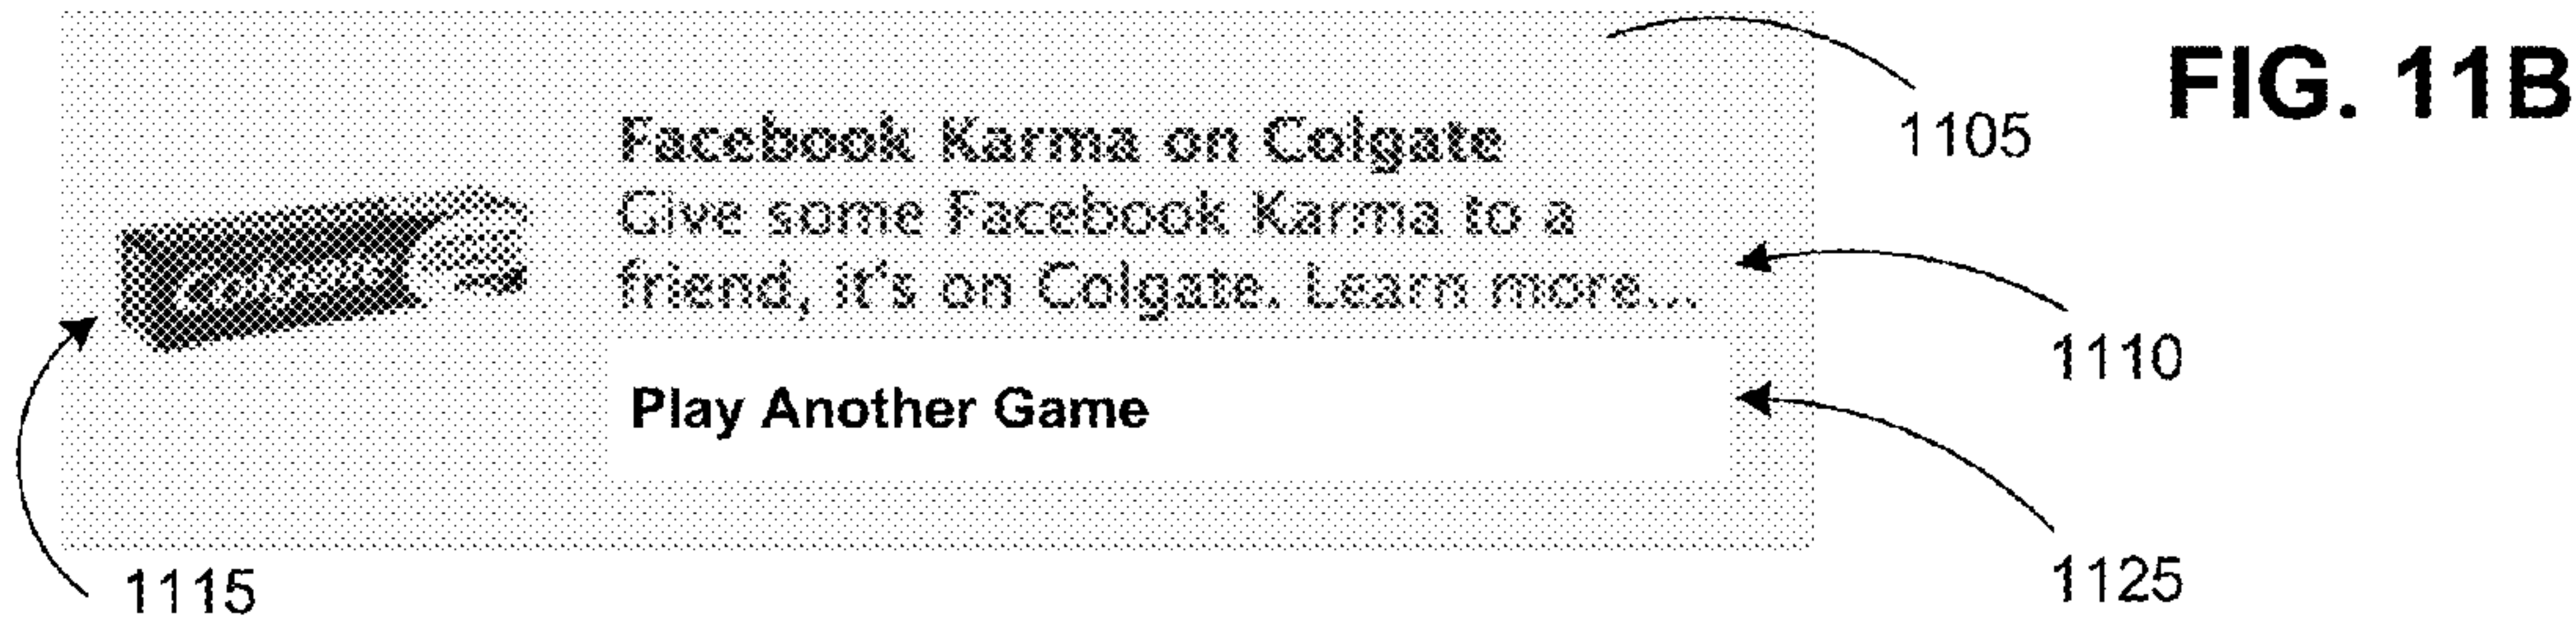 FIG. 11B
1105
Facebook Karma on Colgate
Give some Facebook Karma to a
friend, it's on Colgate. Learn more...
Colgate
1110
Play Another Game
1115
1125